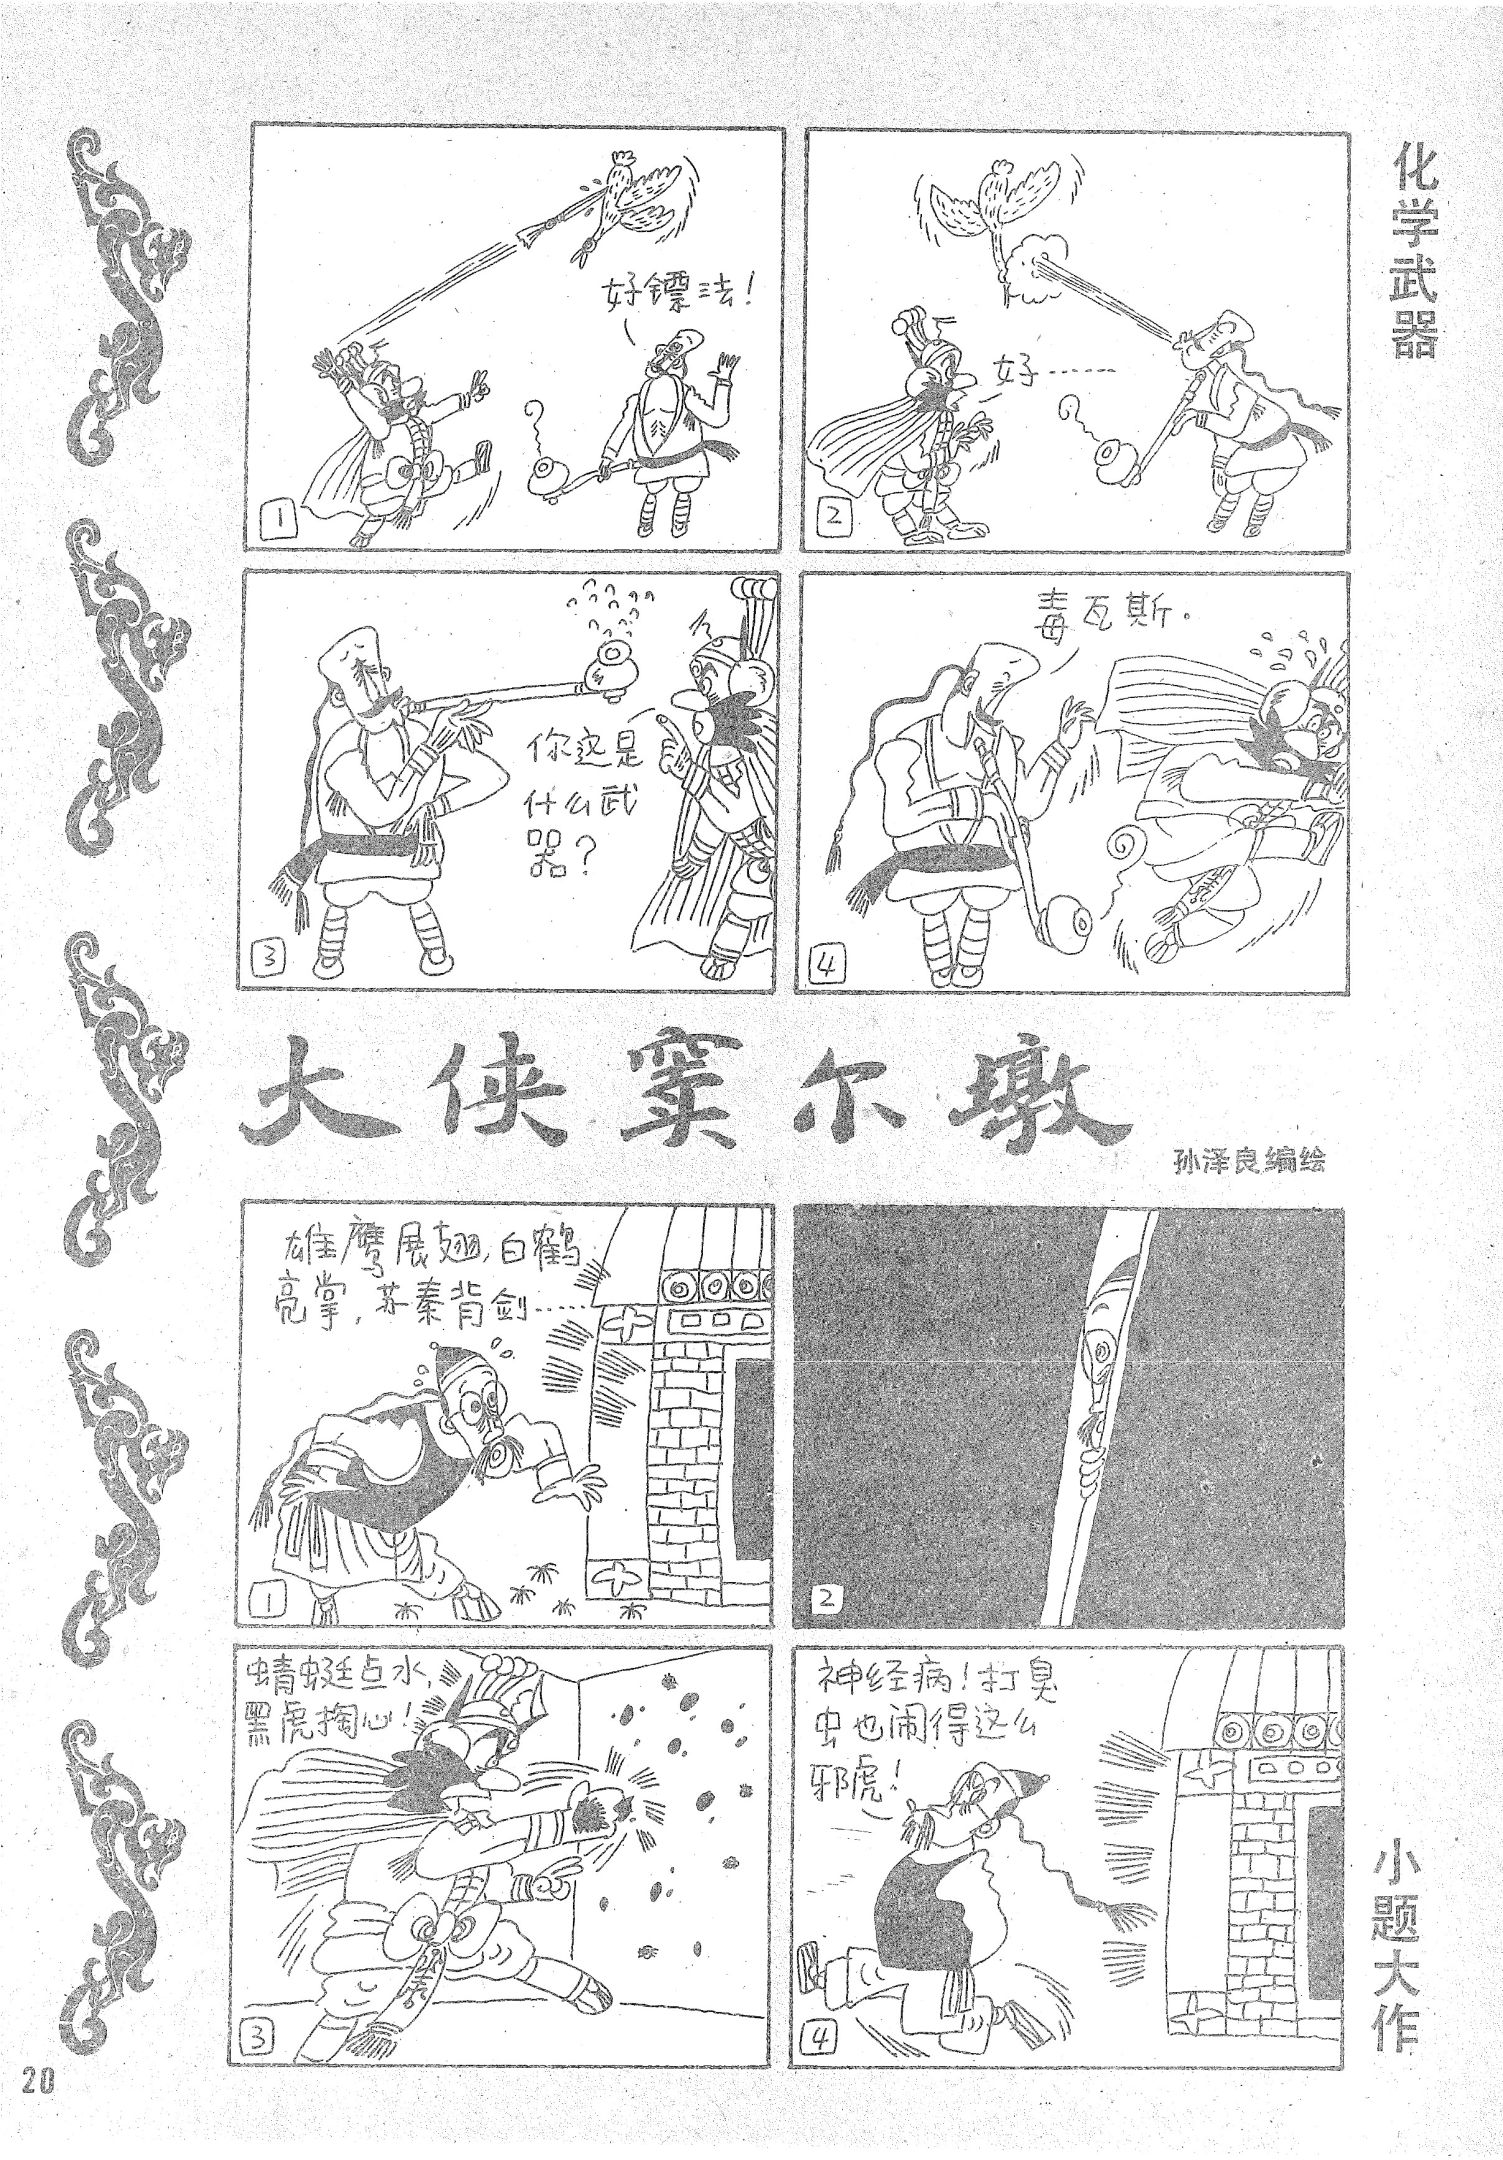 化学武器
好镖法！
1
好……
2
你这是
什么武
器？
3
毒瓦斯.
4
大侠窦尔墩
孙泽良编绘
雄鹰展翅，白鹤
亮掌，苏秦背剑……
1
2
蜻蜓点水，
黑虎掏心！
3
神经病！打臭
虫也闹得这么
邪虎！
4
小题大作
20